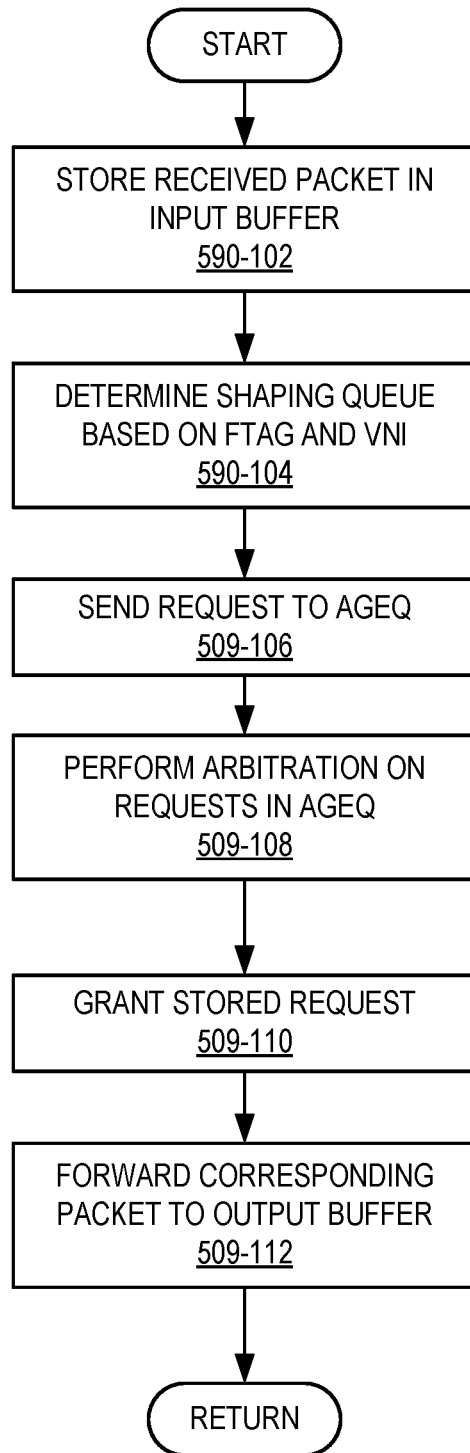 START
STORE RECEIVED PACKET IN
INPUT BUFFER
590-102
DETERMINE SHAPING QUEUE
BASED ON FTAG AND VNI
590-104
SEND REQUEST TO AGEQ
509-106
PERFORM ARBITRATION ON
REQUESTS IN AGEQ
509-108
GRANT STORED REQUEST
509-110
FORWARD CORRESPONDING
PACKET TO OUTPUT BUFFER
509-112
RETURN